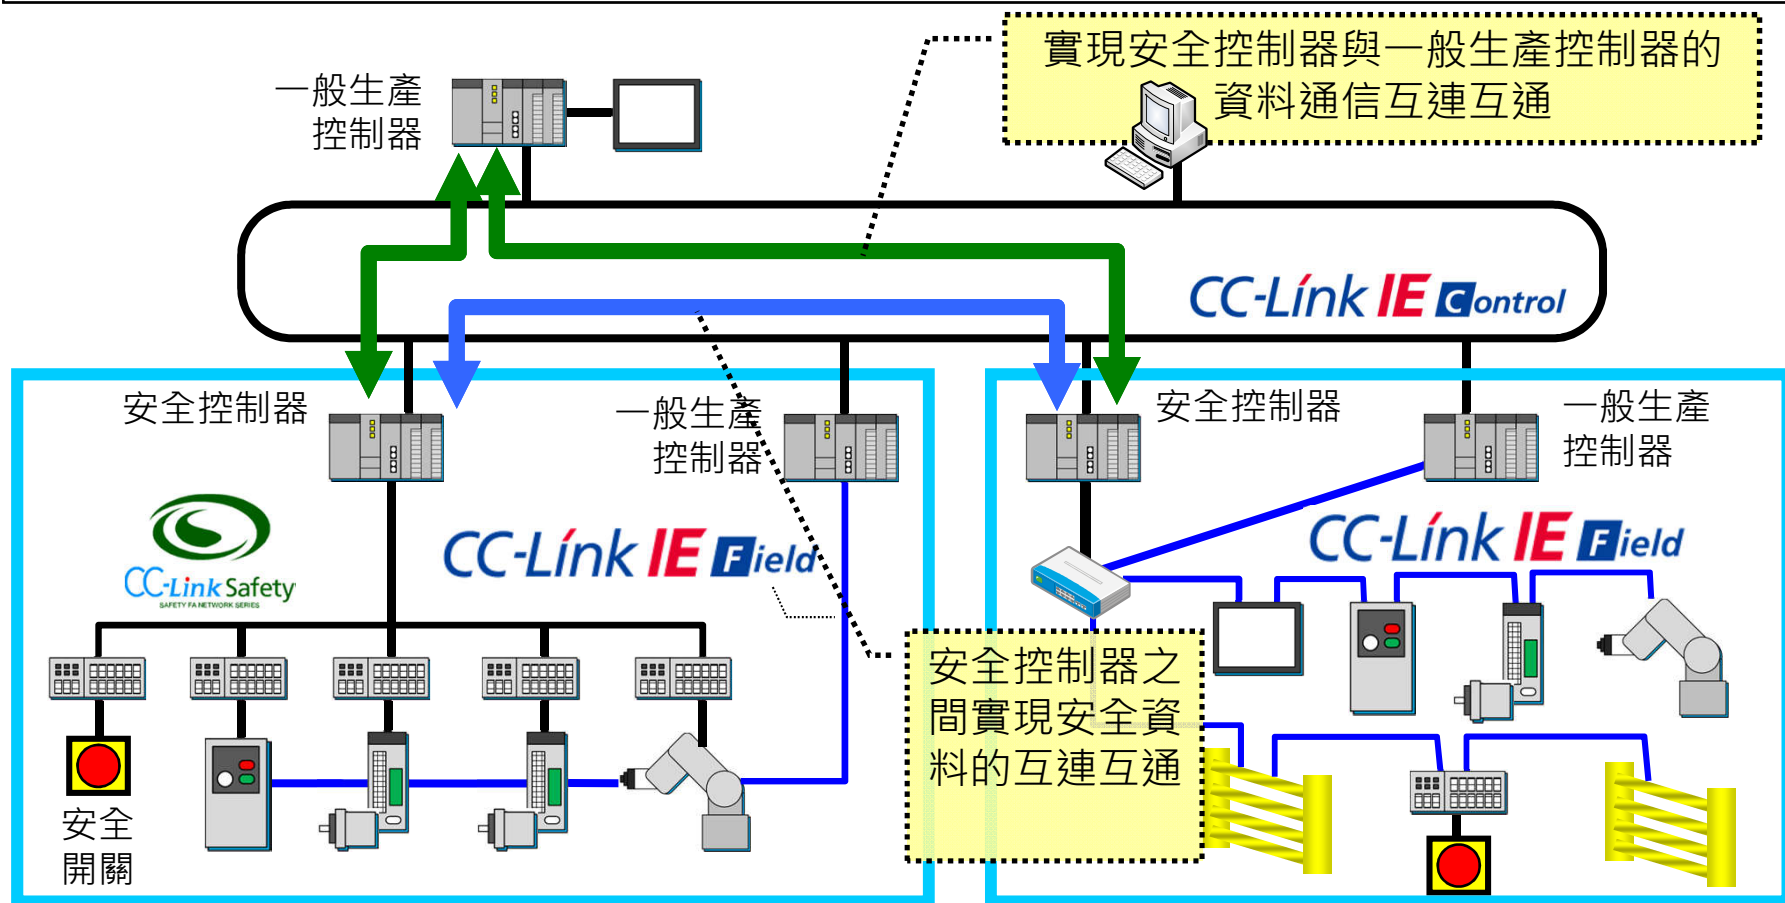 實現安全控制器與一般生產控制器的
資料通信互連互通
一般生產
控制器
CC-Link IE Control
安全控制器
一般生產
控制器
安全控制器
一般生產
控制器
CC-Link Safety
SAFETY FA NETWORK SERIES
CC-Link IE Field
CC-Link IE Field
安全控制器之
間實現安全資
料的互連互通
安全
開關